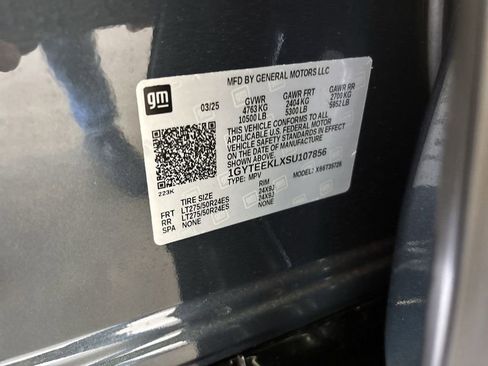 MFD BY GENERAL MOTORS LLC
gm
03/25
GVWR GAWR FRT GAWR RR
4763 KG 2404 KG 2700 KG
10500 LB 5300 LB 5952 LB
THIS VEHICLE CONFORMS TO ALL
APPLICABLE U.S. FEDERAL MOTOR
VEHICLE SAFETY STANDARDS IN EFFECT
ON THE DATE OF MANUFACTURE
SHOWN ABOVE.
1GYTEEKLXSU107856
TYPE: MPV MODEL:
223K
TIRE SIZE RIM
FRT LT275/50R24ES 24X9J
RR LT275/50R24ES 24X9J
SPA NONE NONE